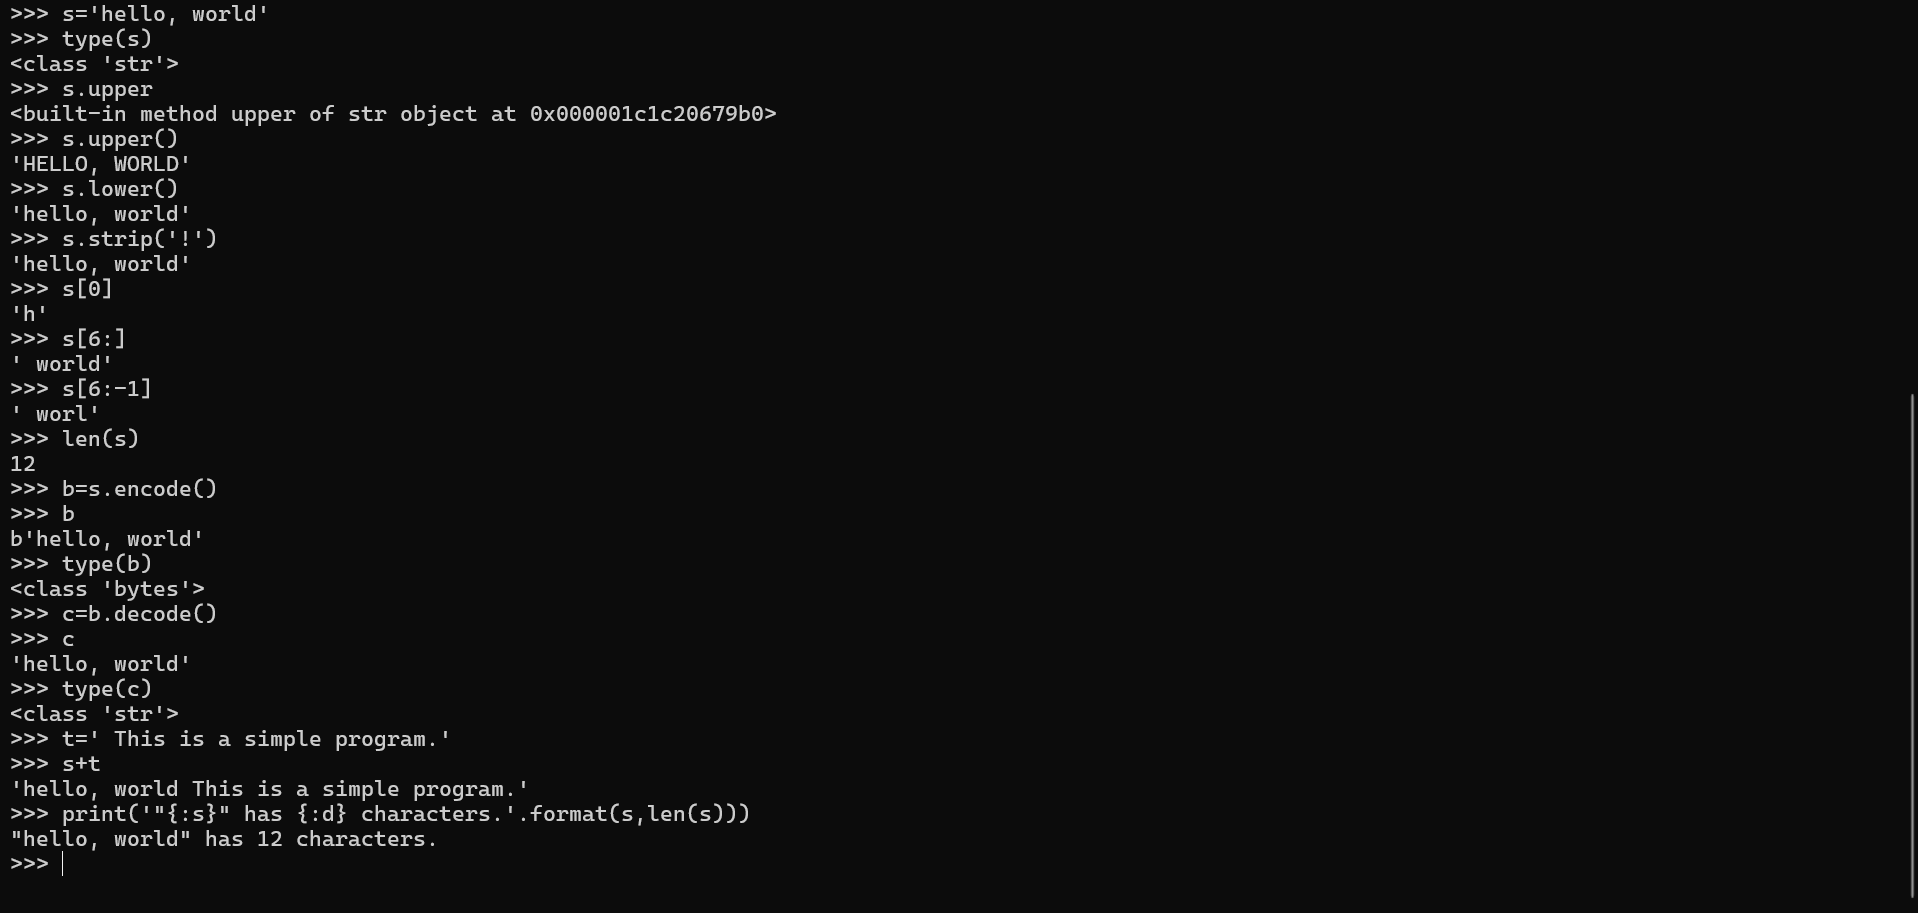 >>> s='hello, world'
>>> type(s)
<class 'str'>
>>> s.upper
<built-in method upper of str object at 0x000001c1c20679b0>
>>> s.upper()
'HELLO, WORLD'
>>> s.lower()
'hello, world'
>>> s.strip('!')
'hello, world'
>>> s[0]
'h'
>>> s[6:]
' world'
>>> s[6:-1]
' worl'
>>> len(s)
12
>>> b=s.encode()
>>> b
b'hello, world'
>>> type(b)
<class 'bytes'>
>>> c=b.decode()
>>> c
'hello, world'
>>> type(c)
<class 'str'>
>>> t=' This is a simple program.'
>>> s+t
'hello, world This is a simple program.'
>>> print('"{:s}" has {:d} characters.'.format(s,len(s)))
"hello, world" has 12 characters.
>>>